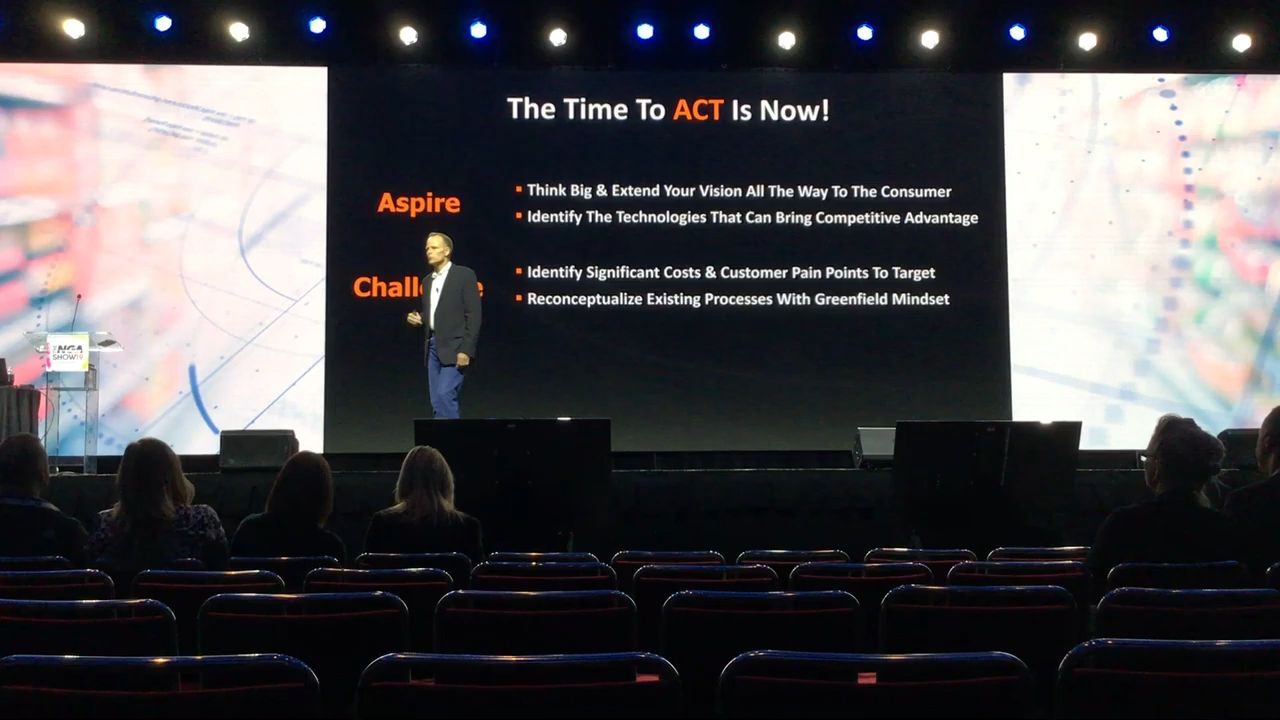 The Time To ACT Is Now!
Aspire
Think Big & Extend Your Vision All The Way To The Consumer
Identify The Technologies That Can Bring Competitive Advantage
Identify Significant Costs & Customer Pain Points To Target
Reconceptualize Existing Processes With Greenfield Mindset
NGA
SHOW